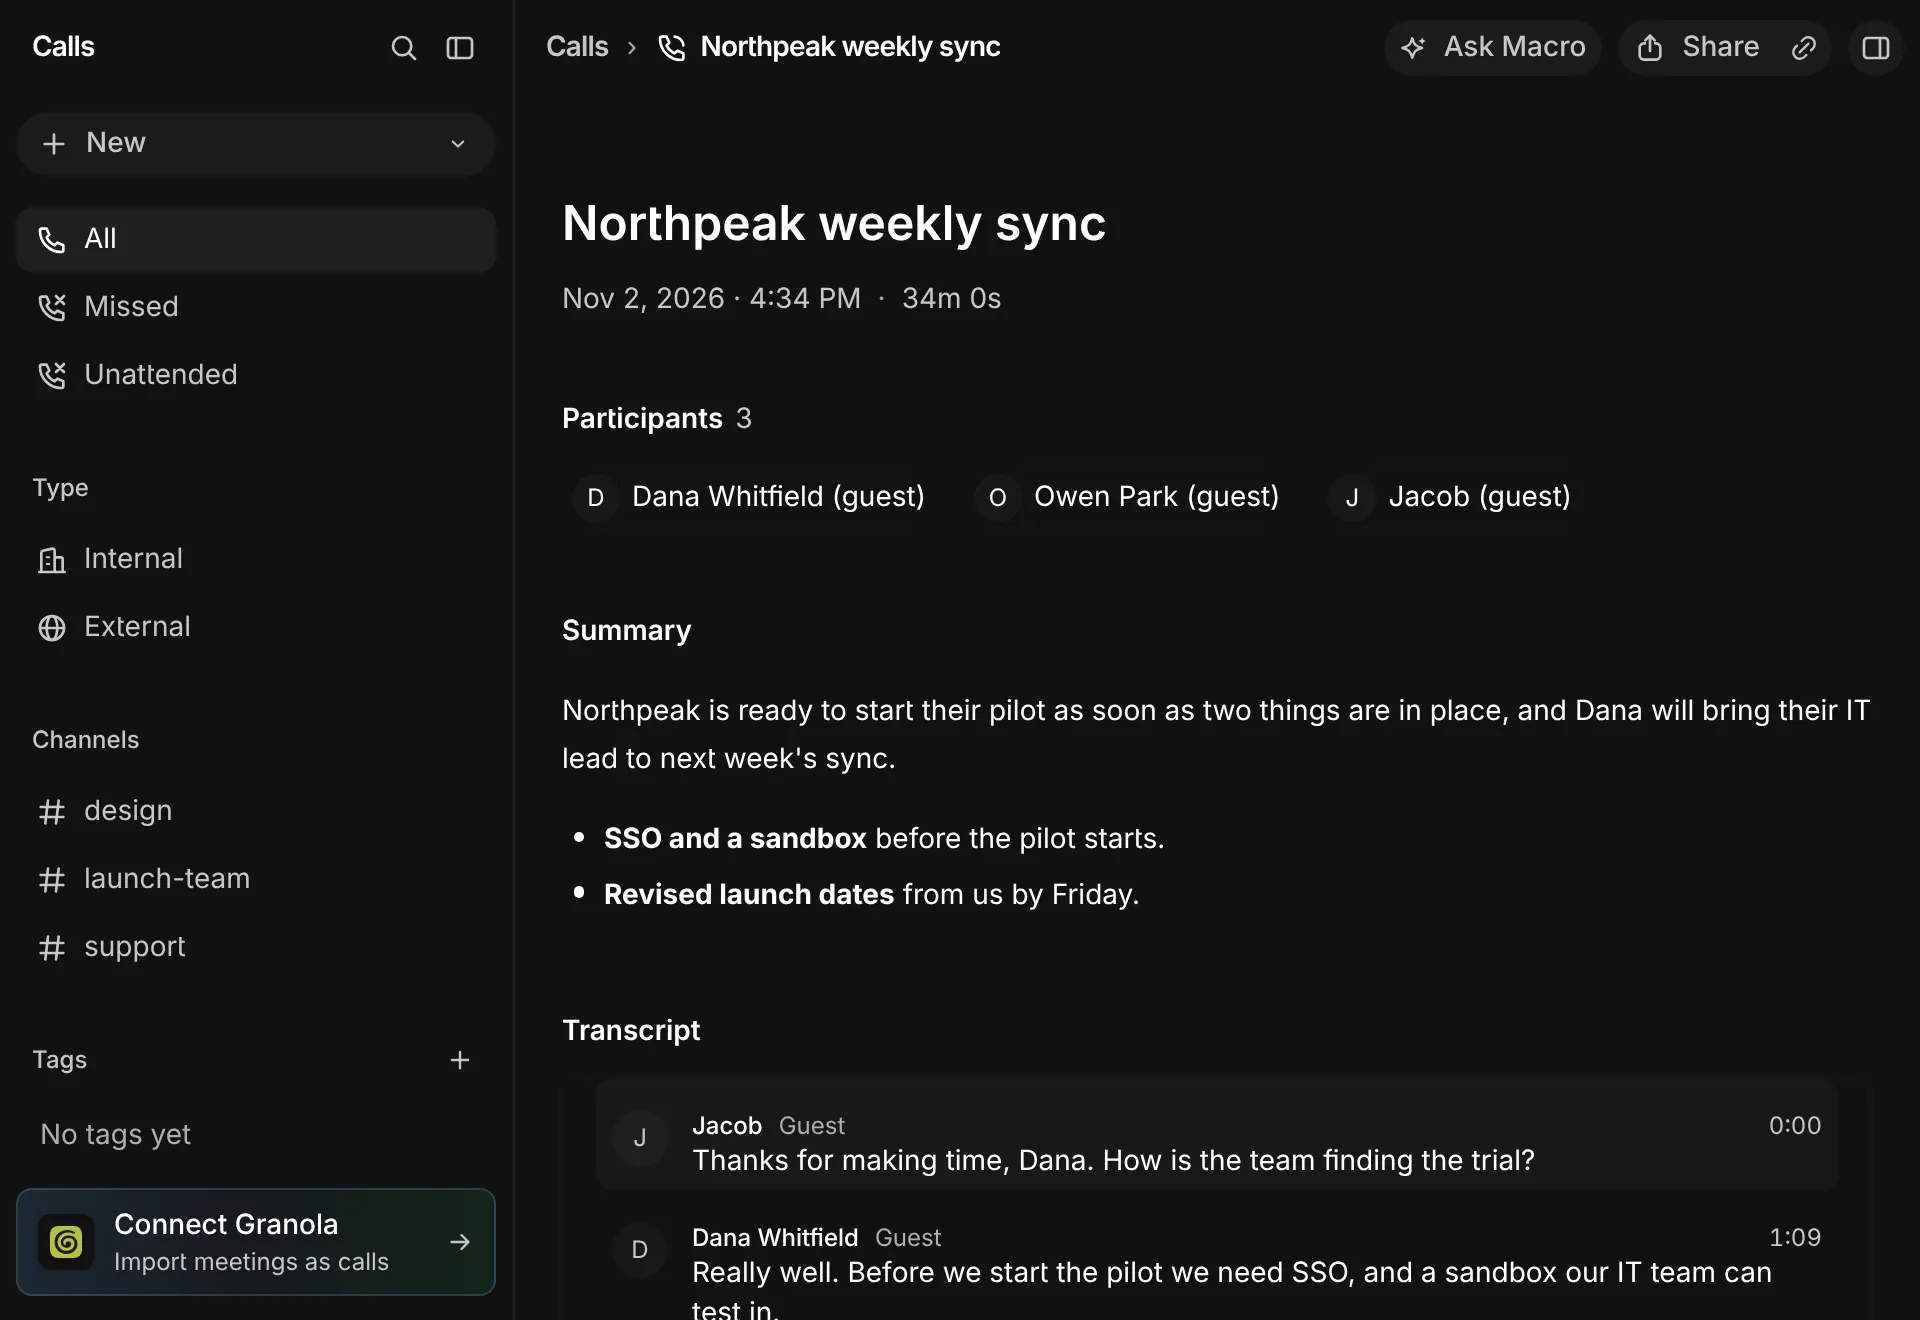 Calls
New
All
Missed
Unattended
Type
Internal
External
Channels
design
launch-team
support
Tags
No tags yet
Connect Granola
Import meetings as calls
Calls › Northpeak weekly sync
Ask Macro
Share
Northpeak weekly sync
Nov 2, 2026 · 4:34 PM · 34m 0s
Participants 3
D Dana Whitfield (guest) O Owen Park (guest) J Jacob (guest)
Summary
Northpeak is ready to start their pilot as soon as two things are in place, and Dana will bring their IT
lead to next week's sync.
• SSO and a sandbox before the pilot starts.
• Revised launch dates from us by Friday.
Transcript
J
Jacob Guest 0:00
Thanks for making time, Dana. How is the team finding the trial?
D
Dana Whitfield Guest 1:09
Really well. Before we start the pilot we need SSO, and a sandbox our IT team can
test in.